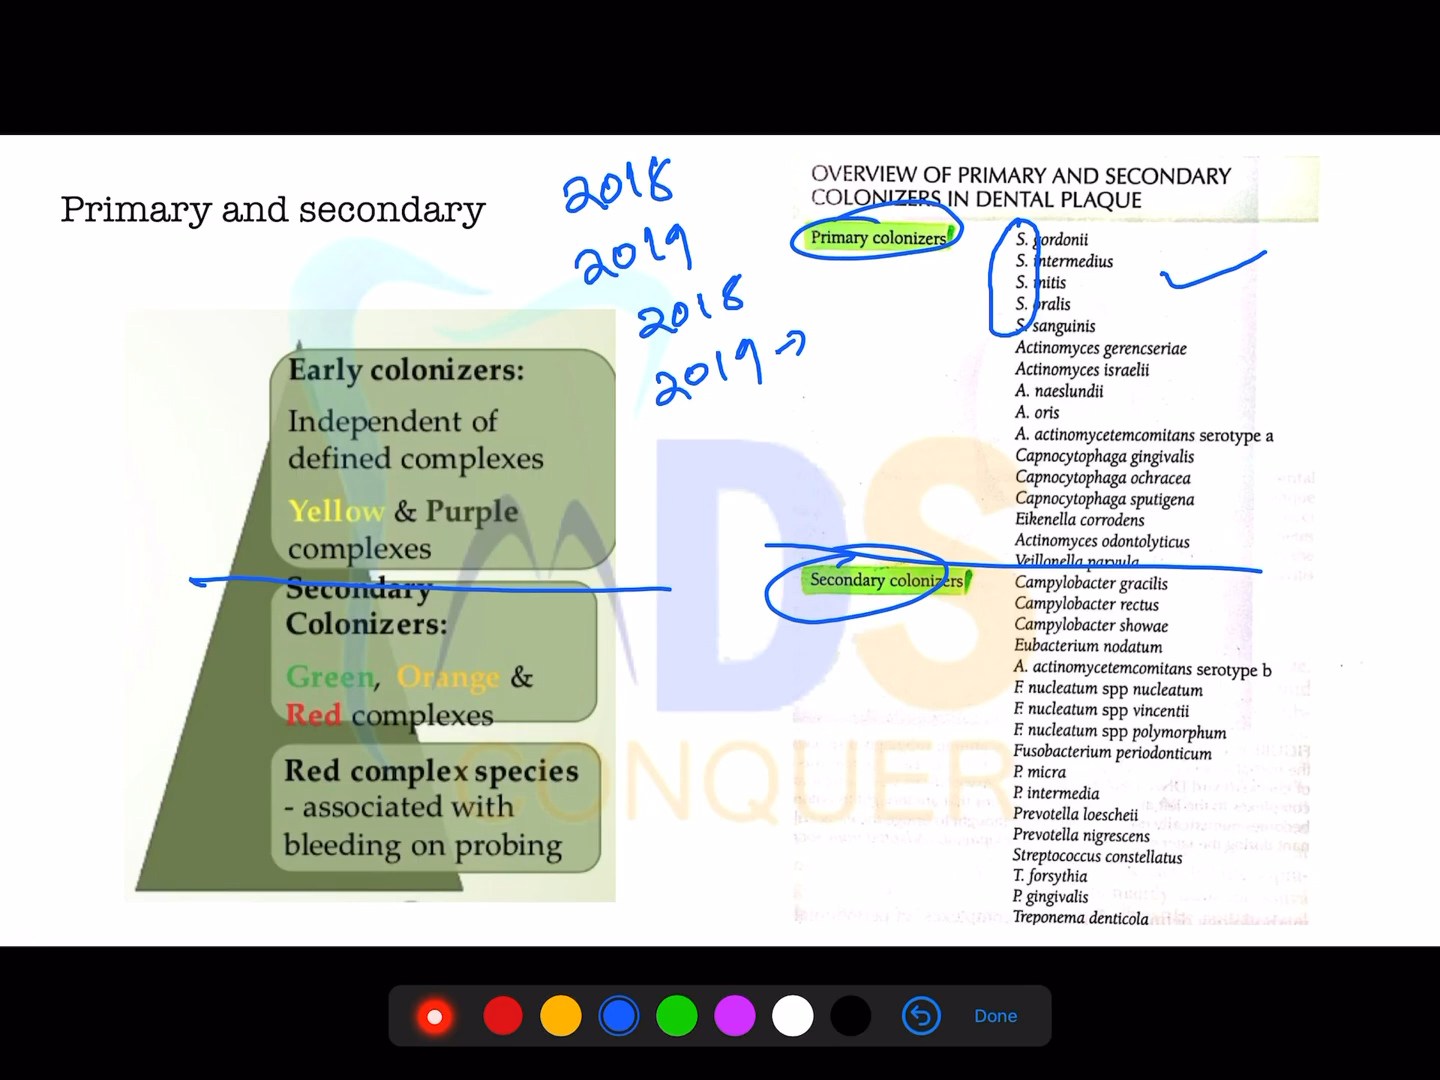 Primary and secondary
2018
2019
2018
2019 →
Early colonizers:
Independent of
defined complexes
Yellow & Purple
complexes
Secondary
Colonizers:
Green, Orange &
Red complexes
Red complex species
- associated with
bleeding on probing
OVERVIEW OF PRIMARY AND SECONDARY
COLONIZERS IN DENTAL PLAQUE
Primary colonizers
S. gordonii
S. intermedius
S. mitis
S. oralis
S. sanguinis
Actinomyces gerencseriae
Actinomyces israelii
A. naeslundii
A. oris
A. actinomycetemcomitans serotype a
Capnocytophaga gingivalis
Capnocytophaga ochracea
Capnocytophaga sputigena
Eikenella corrodens
Actinomyces odontolyticus
Veillonella parvula
Secondary colonizers
Campylobacter gracilis
Campylobacter rectus
Campylobacter showae
Eubacterium nodatum
A. actinomycetemcomitans serotype b
F. nucleatum spp nucleatum
F. nucleatum spp vincentii
F. nucleatum spp polymorphum
Fusobacterium periodonticum
P. micra
P. intermedia
Prevotella loescheii
Prevotella nigrescens
Streptococcus constellatus
T. forsythia
P. gingivalis
Treponema denticola
MDS
CONQUER
Done